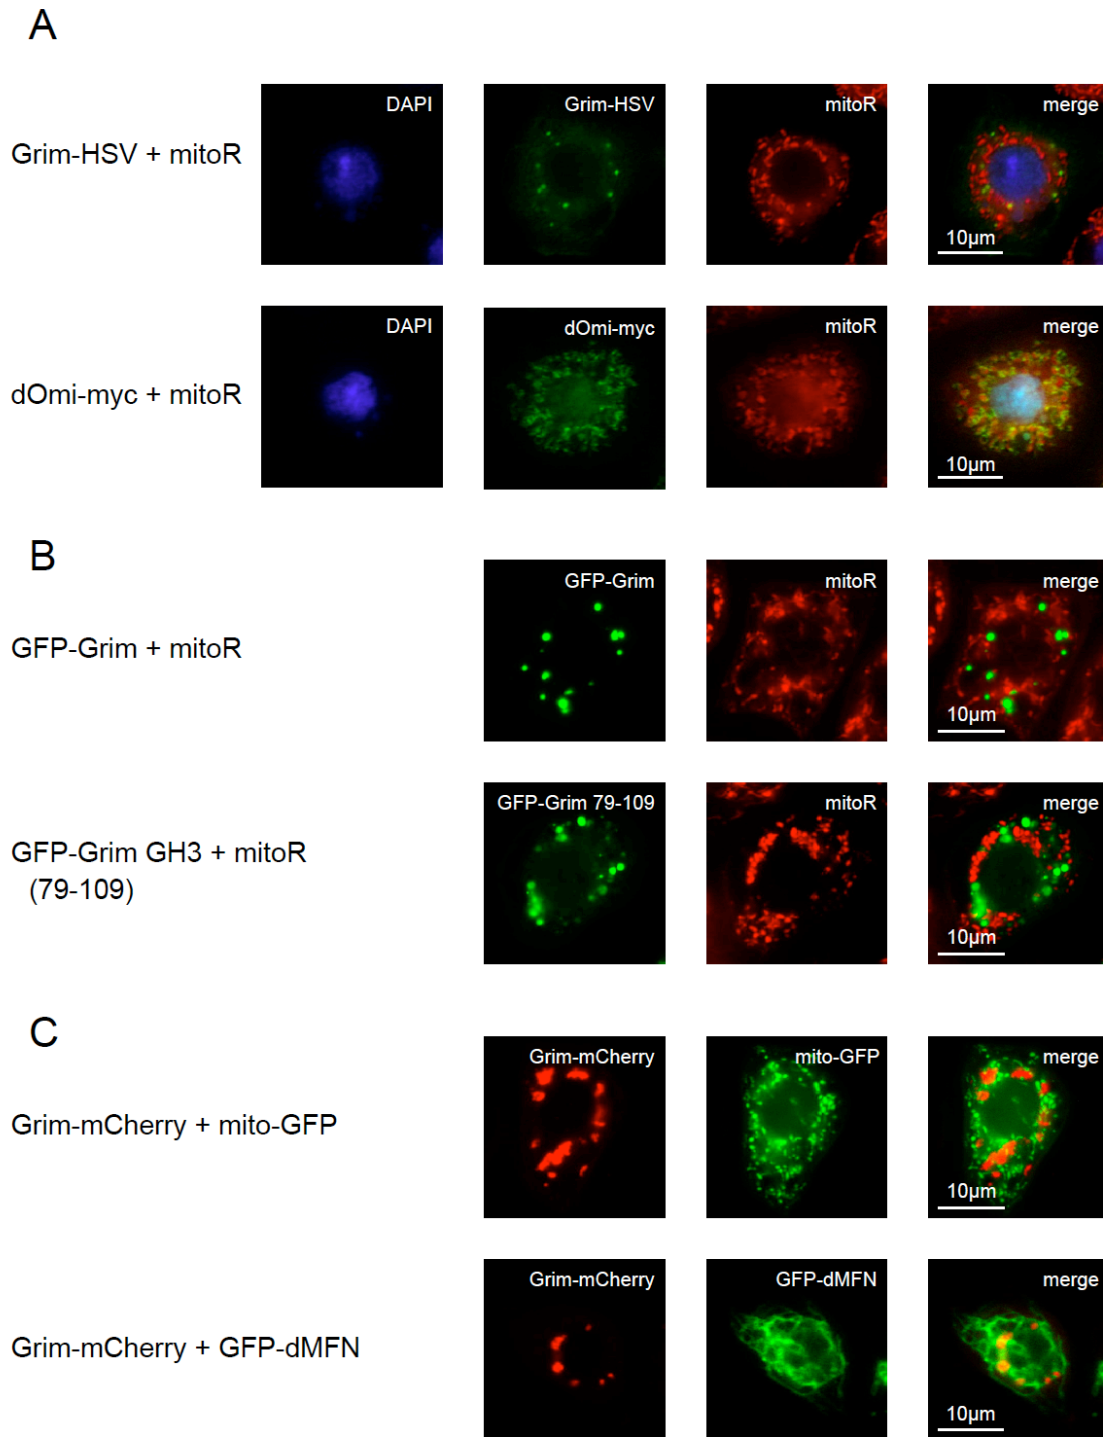 A
Grim-HSV + mitoR
DAPI
Grim-HSV
mitoR
merge
10µm
dOmi-myc + mitoR
DAPI
dOmi-myc
mitoR
merge
10µm
B
GFP-Grim + mitoR
GFP-Grim
mitoR
merge
10µm
GFP-Grim GH3 + mitoR
(79-109)
GFP-Grim 79-109
mitoR
merge
10µm
C
Grim-mCherry + mito-GFP
Grim-mCherry
mito-GFP
merge
10µm
Grim-mCherry + GFP-dMFN
Grim-mCherry
GFP-dMFN
merge
10µm